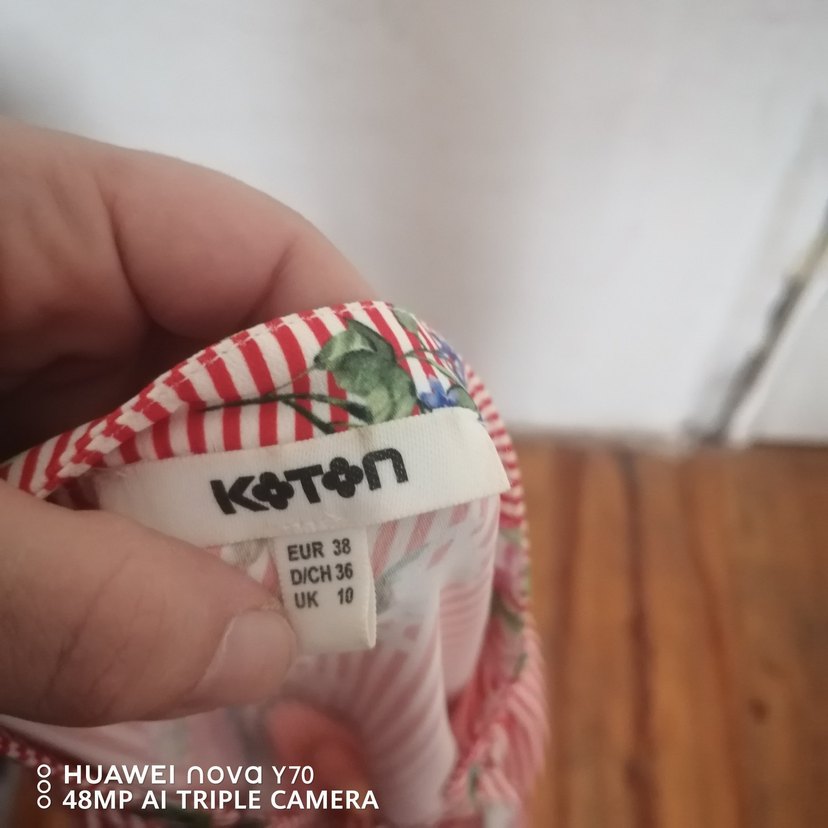 KOTON
EUR 38
D/CH 36
UK 10
HUAWEI nova Y70
48MP AI TRIPLE CAMERA